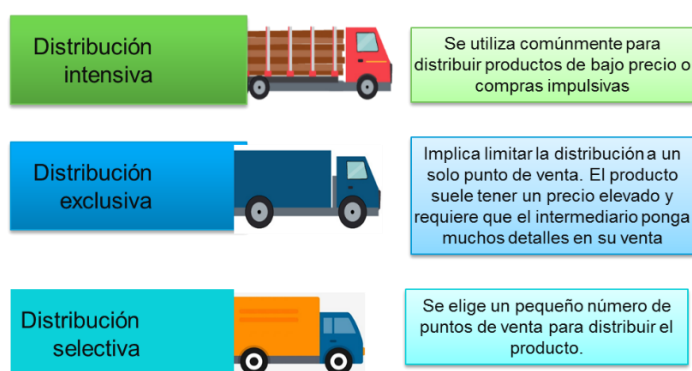 Distribución
intensiva
Se utiliza comúnmente para
distribuir productos de bajo precio o
compras impulsivas
Distribución
exclusiva
Implica limitar la distribución a un
solo punto de venta. El producto
suele tener un precio elevado y
requiere que el intermediario ponga
muchos detalles en su venta
Distribución
selectiva
Se elige un pequeño número de
puntos de venta para distribuir el
producto.